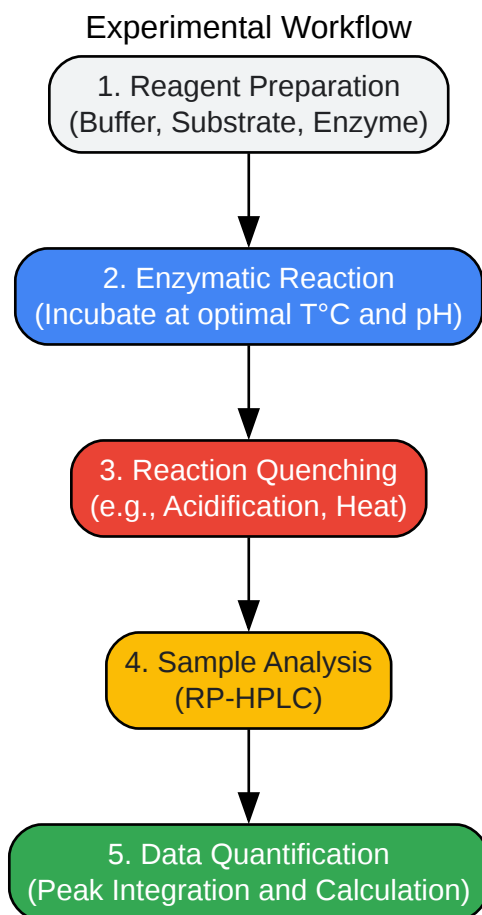 Experimental Workflow
1. Reagent Preparation
(Buffer, Substrate, Enzyme)
2. Enzymatic Reaction
(Incubate at optimal T°C and pH)
3. Reaction Quenching
(e.g., Acidification, Heat)
4. Sample Analysis
(RP-HPLC)
5. Data Quantification
(Peak Integration and Calculation)